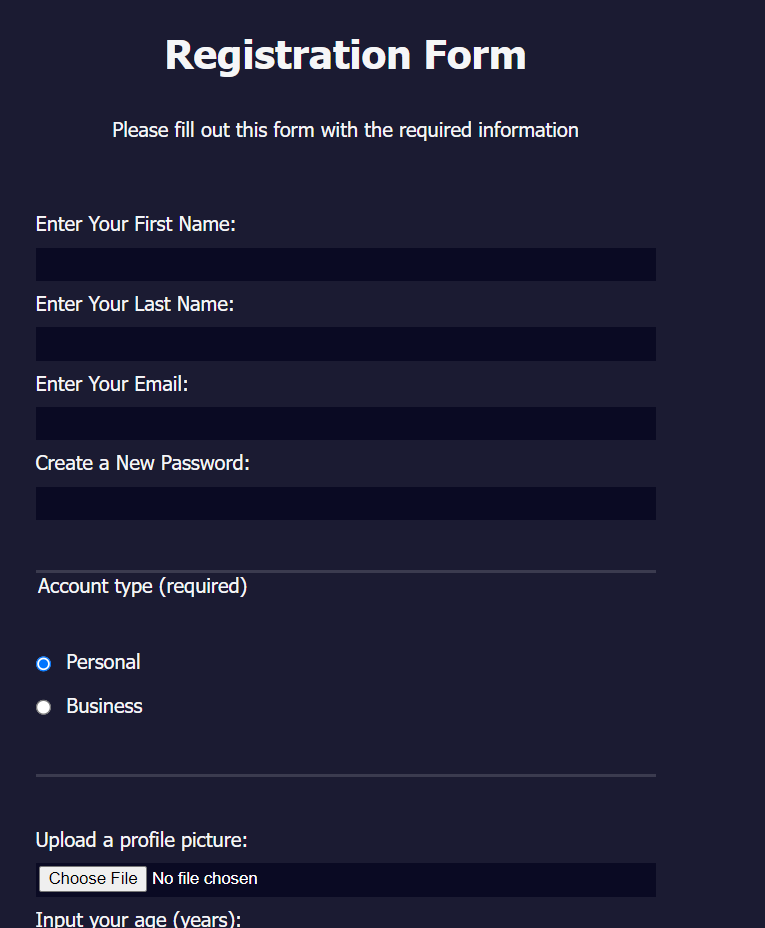 Registration Form
Please fill out this form with the required information
Enter Your First Name:
Enter Your Last Name:
Enter Your Email:
Create a New Password:
Account type (required)
Personal
Business
Upload a profile picture:
Choose File No file chosen
Input your age (years):